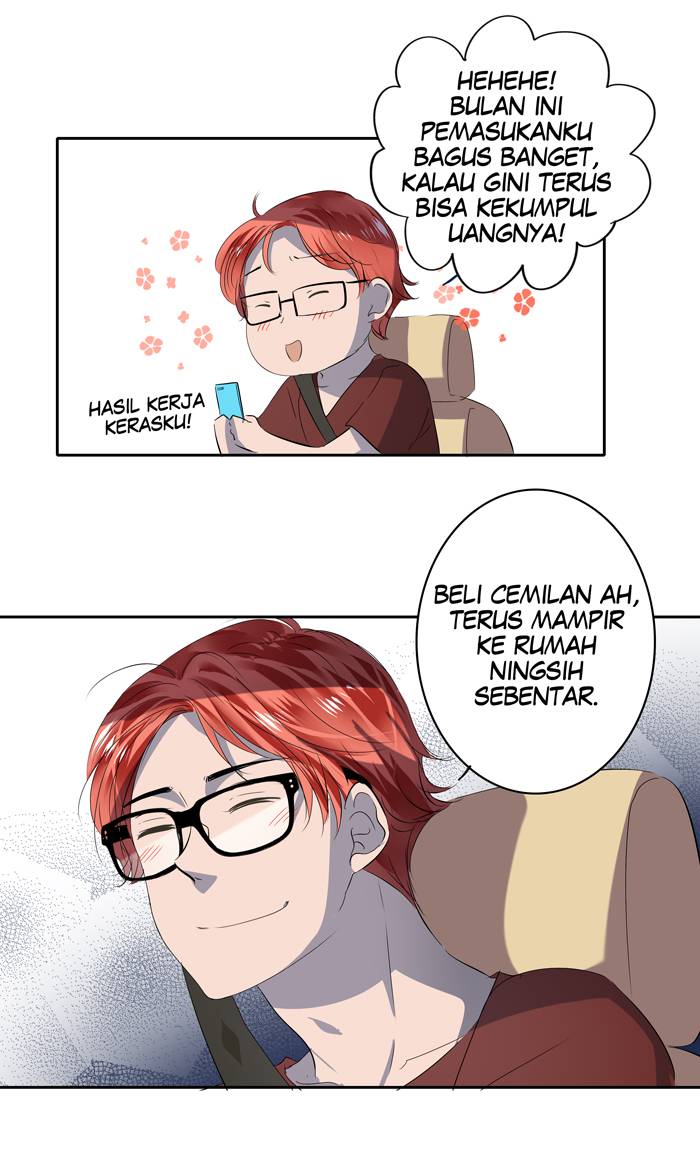 HEHEHE!
BULAN INI
PEMASUKANKU
BAGUS BANGET,
KALAU GINI TERUS
BISA KEKUMPUL
UANGNYA!
HASIL KERJA
KERASKU!
BELI CEMILAN AH,
TERUS MAMPIR
KE RUMAH
NINGSIH
SEBENTAR.